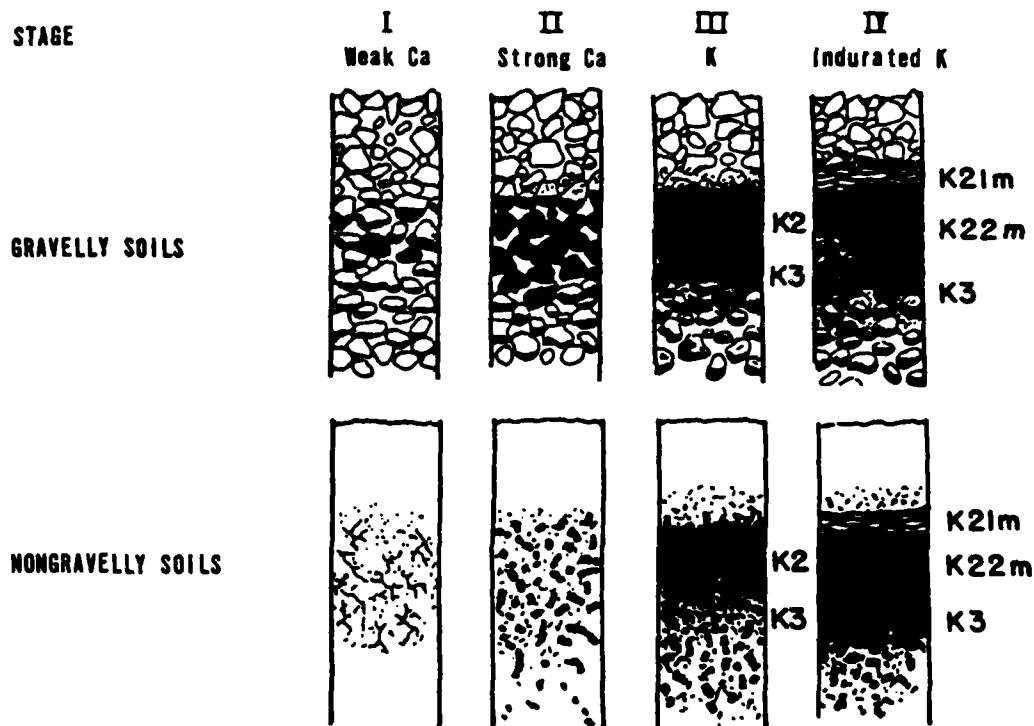 STAGE
I
Weak Ca
II
Strong Ca
III
K
IV
Indurated K
GRAVELLY SOILS
K2
K3
K21m
K22m
K3
NONGRAVELLY SOILS
K2
K3
K21m
K22m
K3